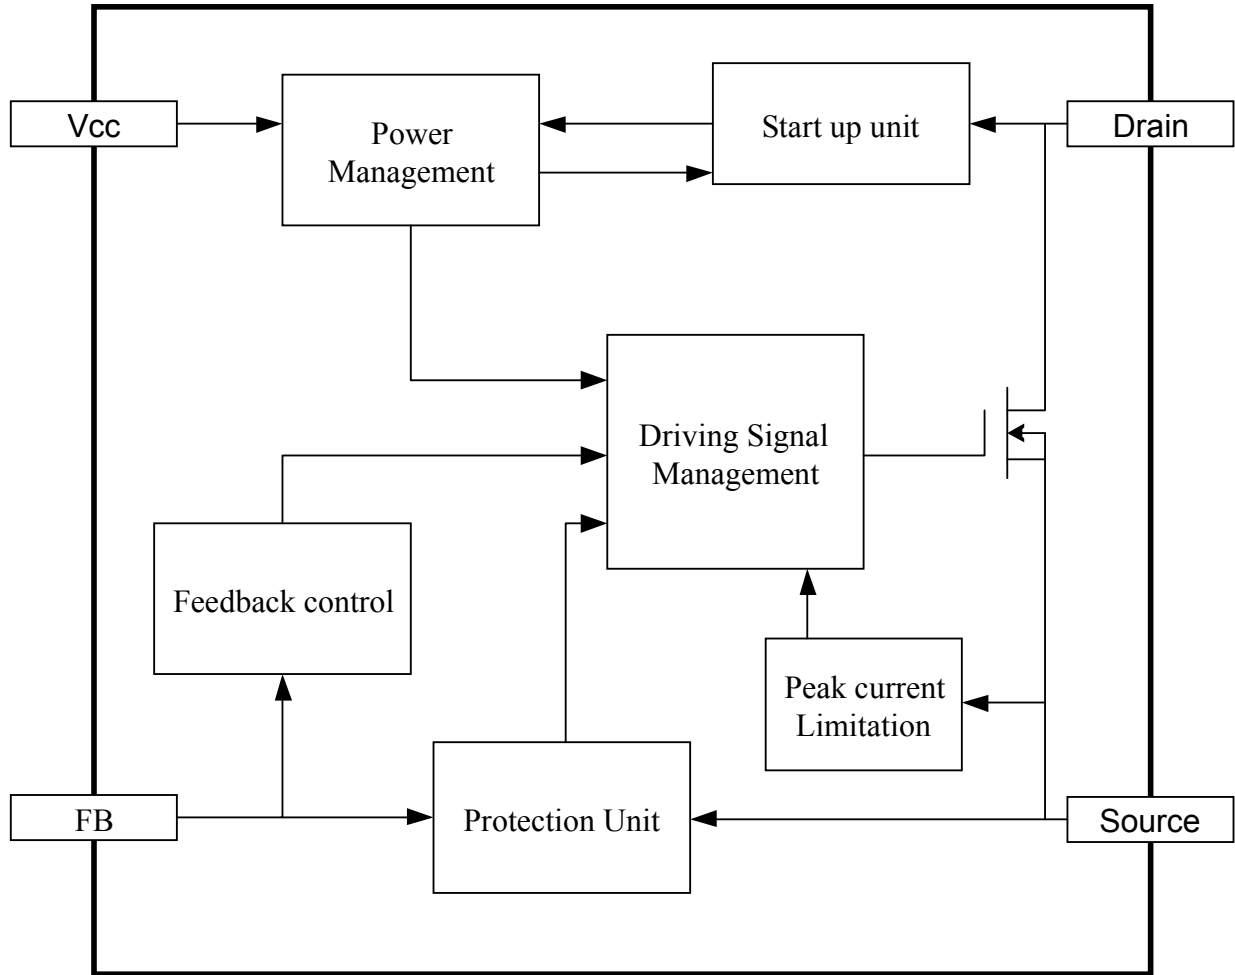 Vcc
Power
Management
Start up unit
Drain
Driving Signal
Management
Feedback control
Peak current
Limitation
FB
Protection Unit
Source